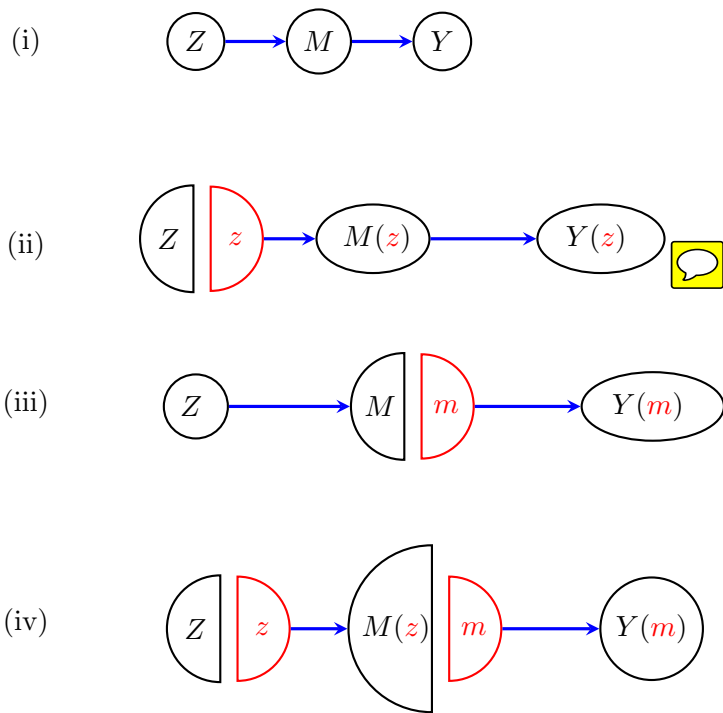 (i) Z M Y
(ii) Z z M(z) Y(z)
(iii) Z M m Y(m)
(iv) Z z M(z) m Y(m)